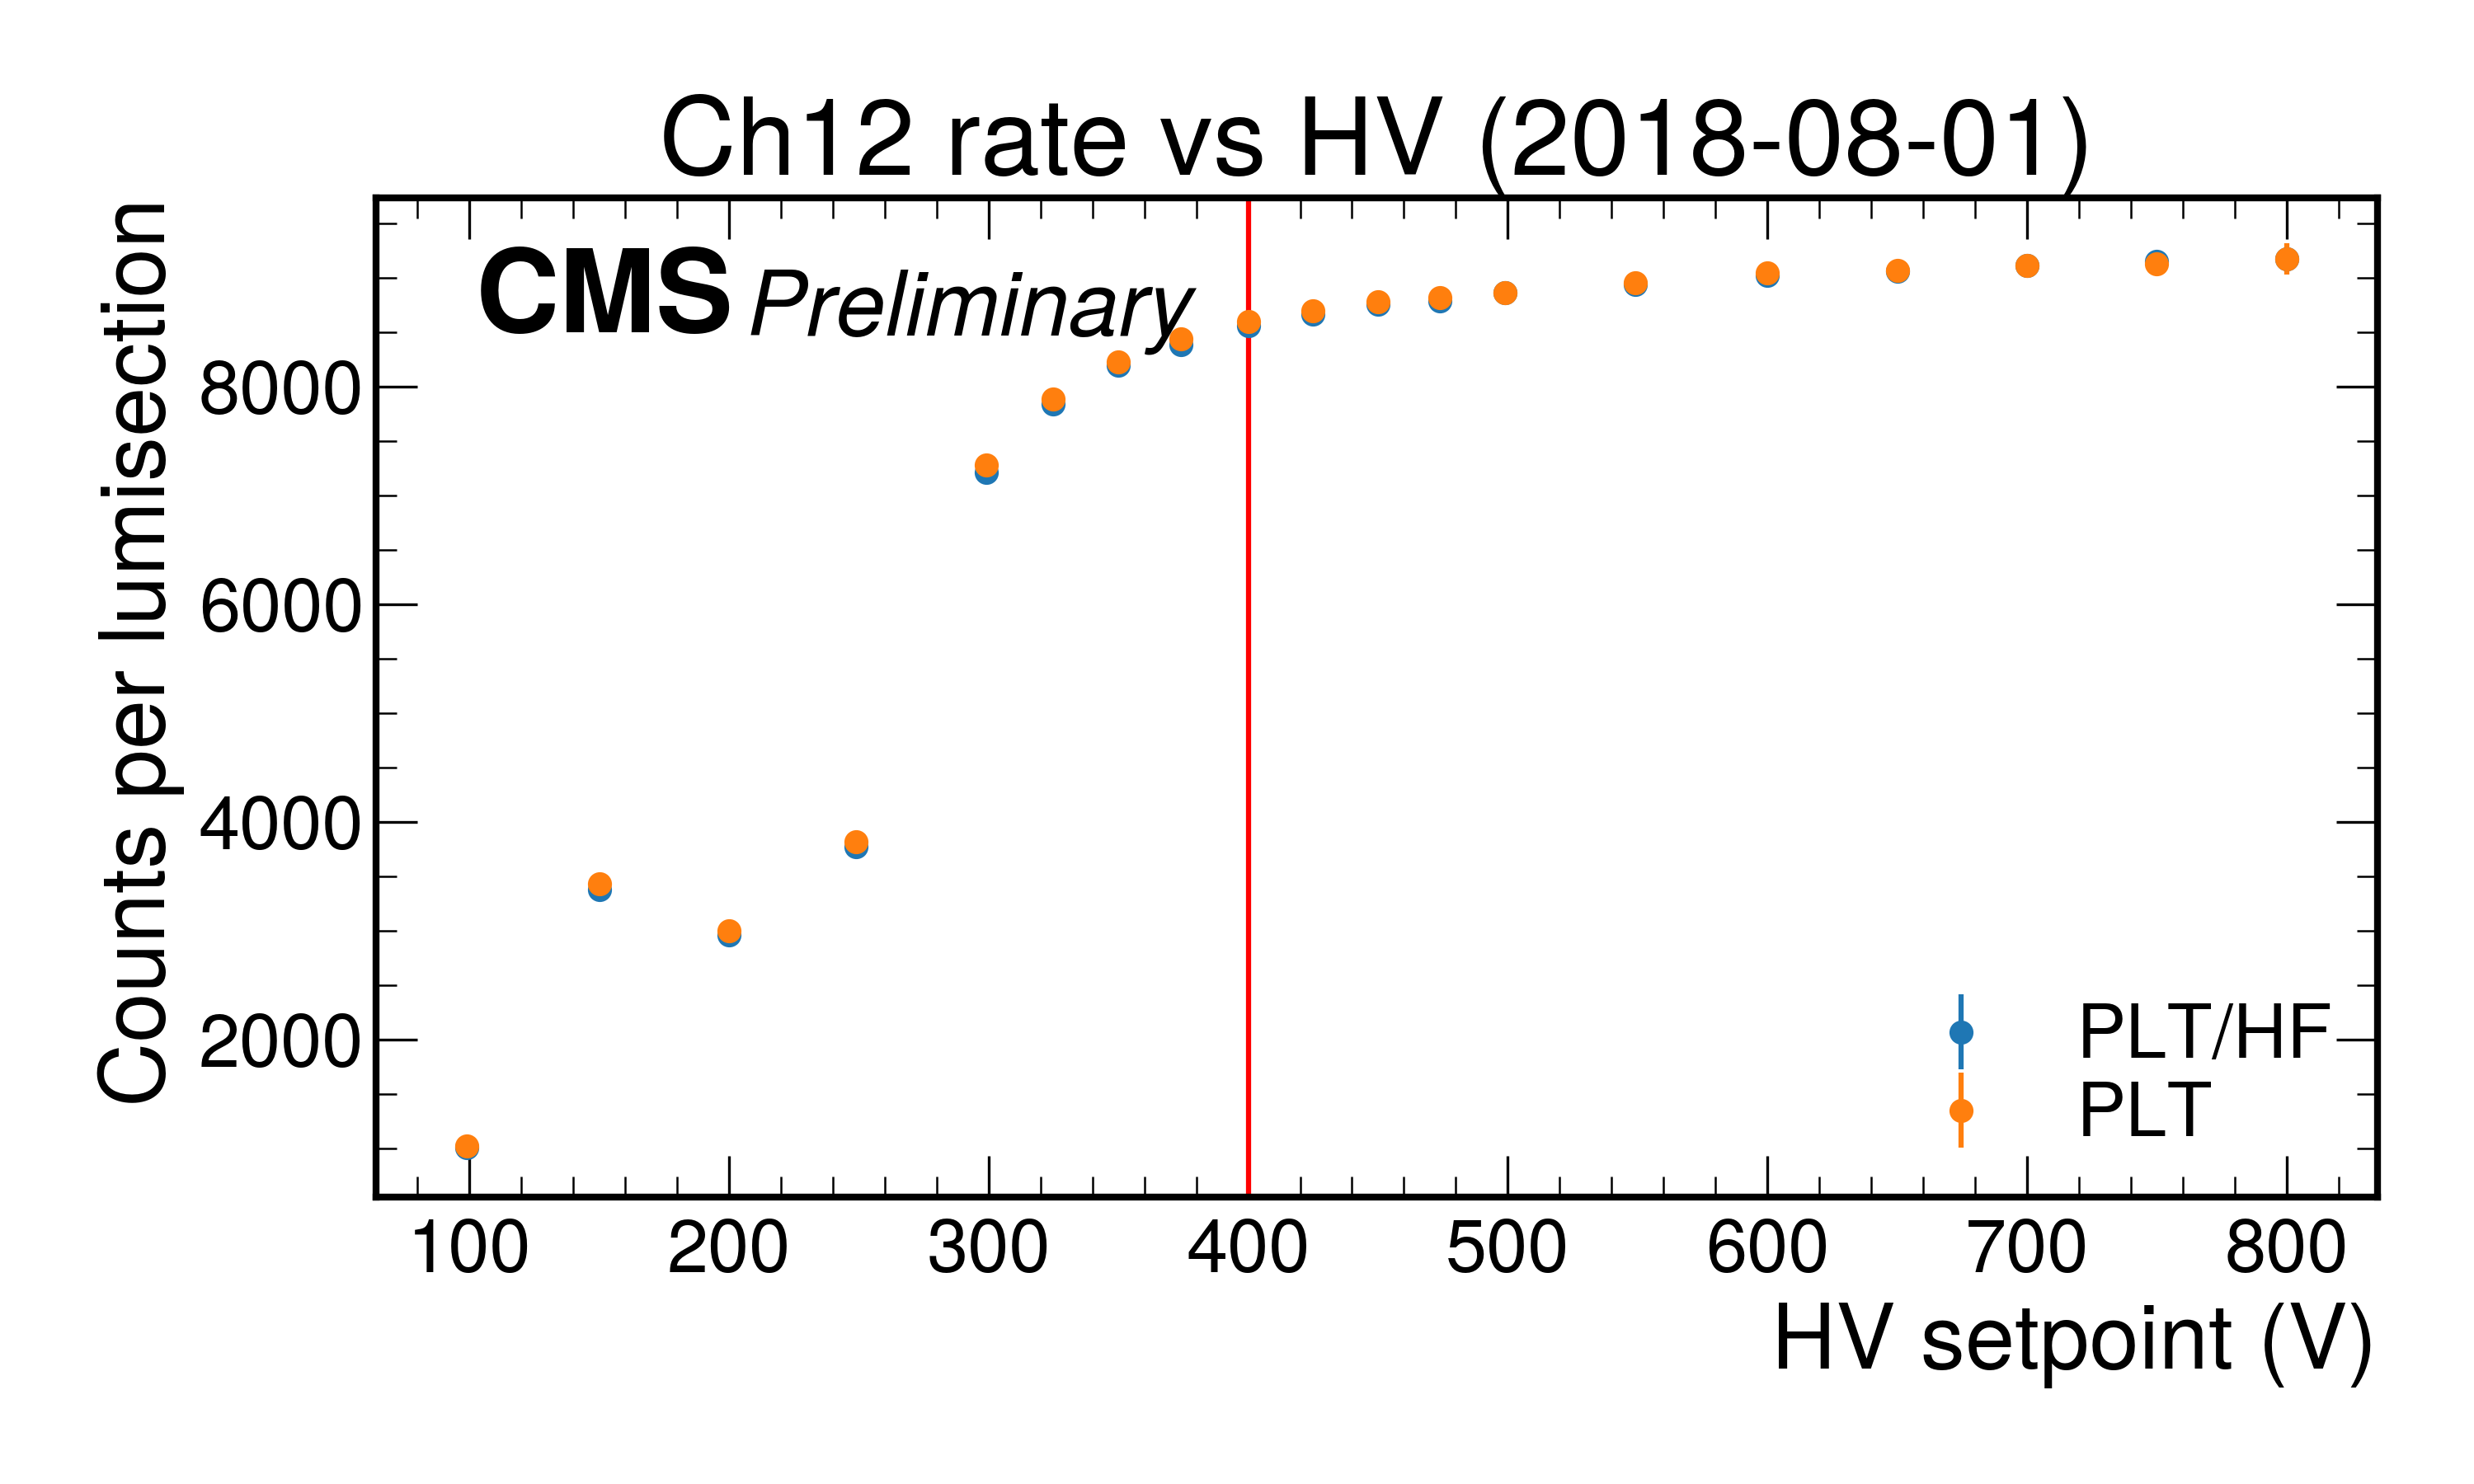 Ch12 rate vs HV (2018-08-01)
CMS Preliminary
Counts per lumisection
8000
6000
4000
2000
PLT/HF
PLT
100 200 300 400 500 600 700 800
HV setpoint (V)